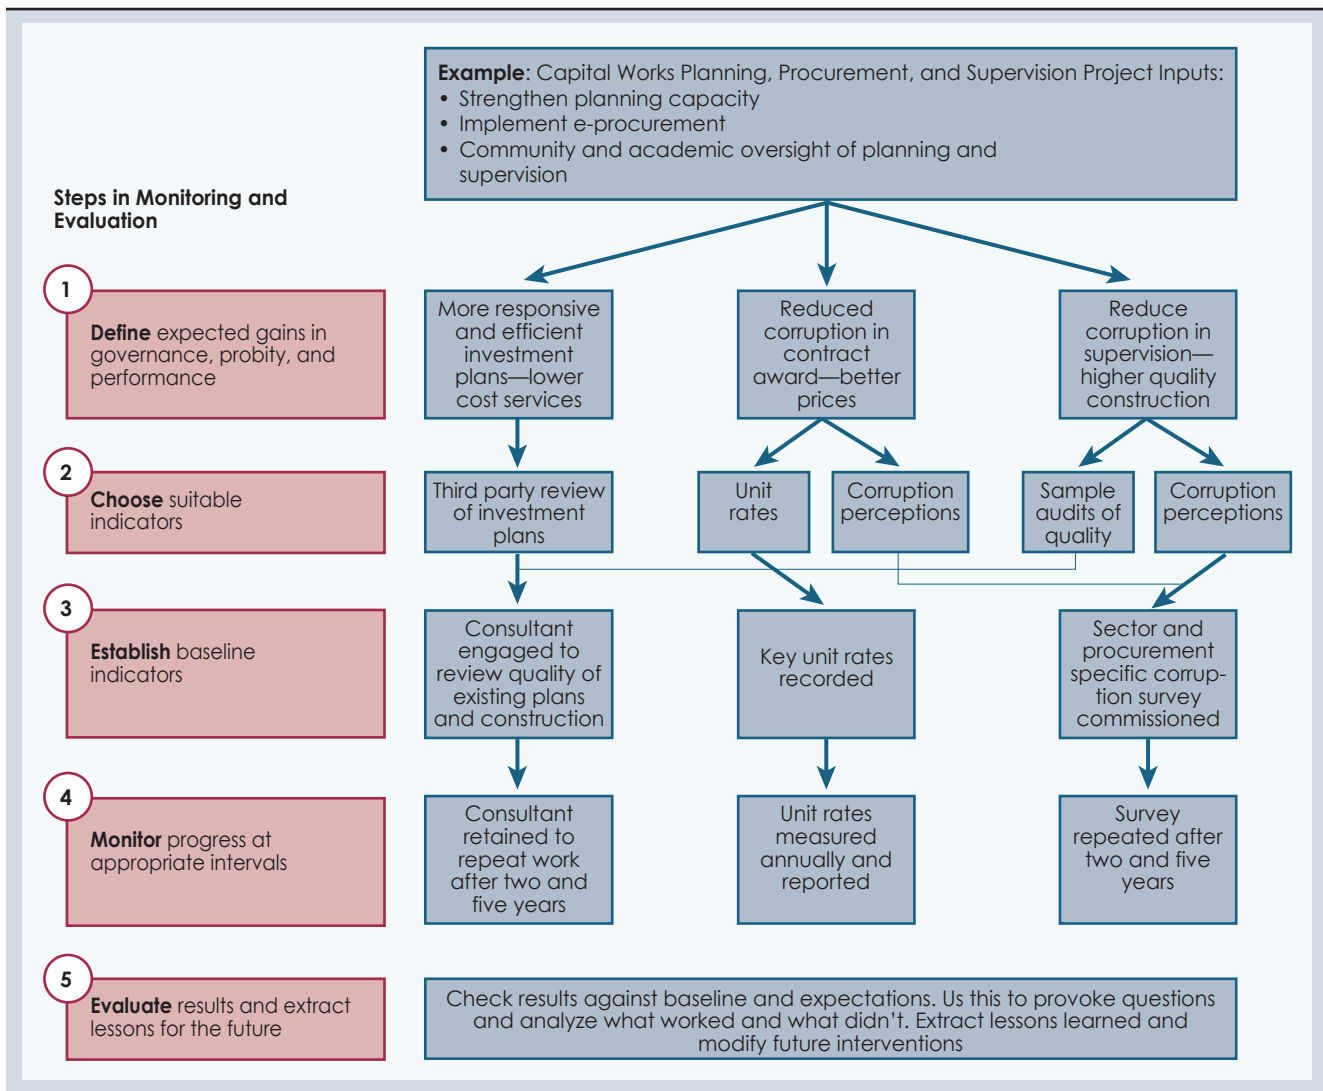 Example: Capital Works Planning, Procurement, and Supervision Project Inputs:
• Strengthen planning capacity
• Implement e-procurement
• Community and academic oversight of planning and
supervision
Steps in Monitoring and
Evaluation
1
Define expected gains in
governance, probity, and
performance
More responsive
and efficient
investment
plans—lower
cost services
Reduced
corruption in
contract
award—better
prices
Reduce
corruption in
supervision—
higher quality
construction
2
Choose suitable
indicators
Third party review
of investment
plans
Unit
rates
Corruption
perceptions
Sample
audits of
quality
Corruption
perceptions
3
Establish baseline
indicators
Consultant
engaged to
review quality of
existing plans
and construction
Key unit rates
recorded
Sector and
procurement
specific corrup-
tion survey
commissioned
4
Monitor progress at
appropriate intervals
Consultant
retained to
repeat work
after two and
five years
Unit rates
measured
annually and
reported
Survey
repeated after
two and five
years
5
Evaluate results and extract
lessons for the future
Check results against baseline and expectations. Us this to provoke questions
and analyze what worked and what didn’t. Extract lessons learned and
modify future interventions